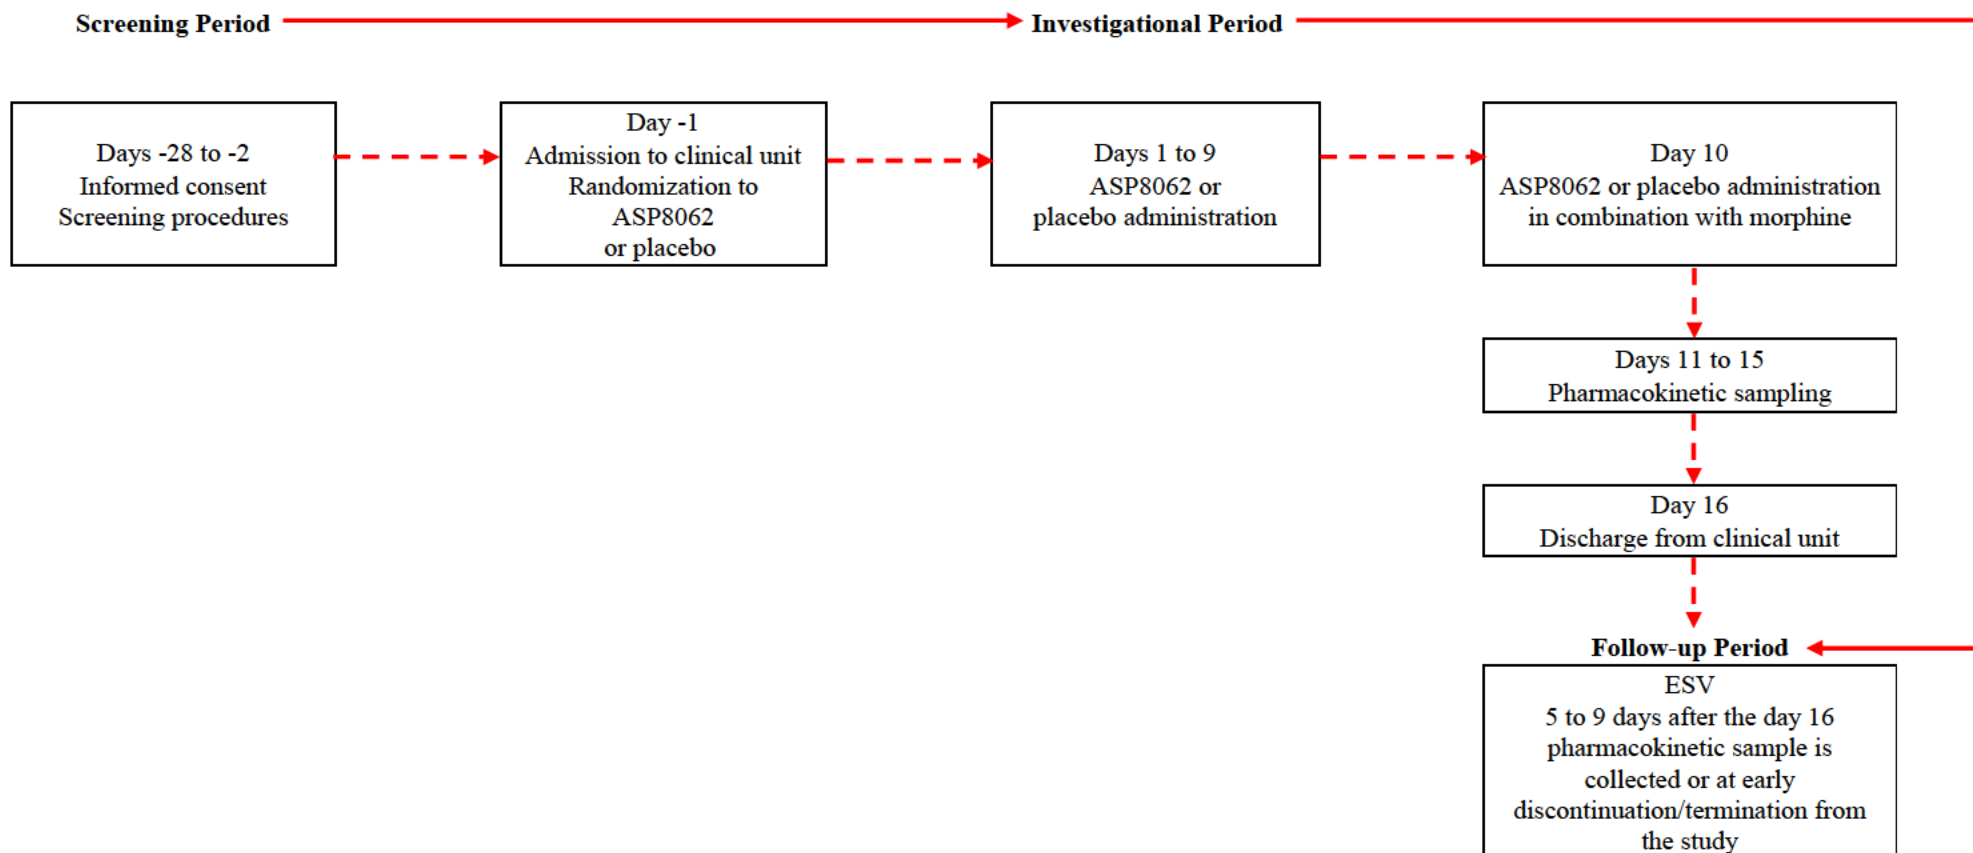 Screening Period
Investigational Period
Days -28 to -2
Informed consent
Screening procedures
Day -1
Admission to clinical unit
Randomization to
ASP8062
or placebo
Days 1 to 9
ASP8062 or
placebo administration
Day 10
ASP8062 or placebo administration
in combination with morphine
Days 11 to 15
Pharmacokinetic sampling
Day 16
Discharge from clinical unit
Follow-up Period
ESV
5 to 9 days after the day 16
pharmacokinetic sample is
collected or at early
discontinuation/termination from
the study